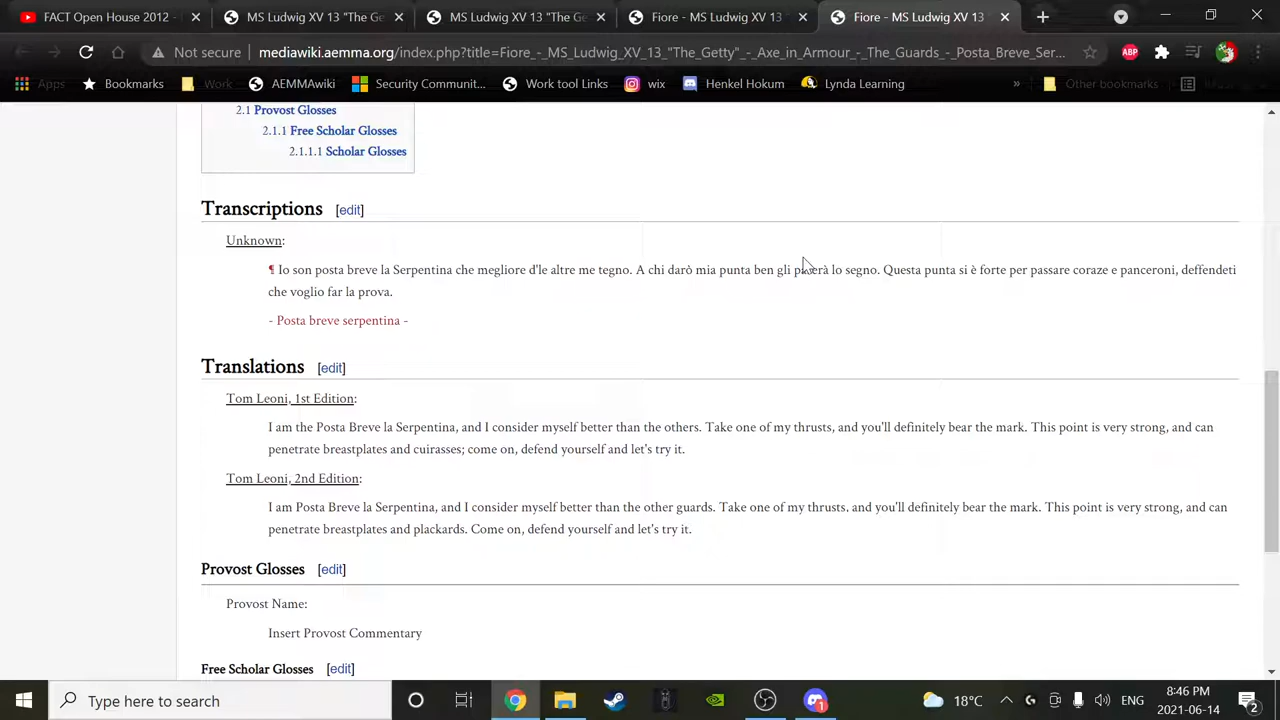 FACT Open House 2012 -
MS Ludwig XV 13 "The Ge
MS Ludwig XV 13 "The Ge
Fiore - MS Ludwig XV 13
Fiore - MS Ludwig XV 13
Not secure mediawiki.aemma.org/index.php?title=Fiore_-_MS_Ludwig_XV_13_"The_Getty"_-_Axe_in_Armour_-_The_Guards_-_Posta_Breve_Ser...
ABP
Apps Bookmarks Work AEMMAwiki Security Communit... Work tool Links wix Henkel Hokum Lynda Learning » Other bookmarks Reading list
2.1 Provost Glosses
2.1.1 Free Scholar Glosses
2.1.1.1 Scholar Glosses
Transcriptions [edit]
Unknown:
¶ Io son posta breve la Serpentina che megliore d'le altre me tegno. A chi darò mia punta ben gli parerà lo segno. Questa punta si è forte per passare coraze e panceroni, deffendeti
che voglio far la prova.
- Posta breve serpentina -
Translations [edit]
Tom Leoni, 1st Edition:
I am the Posta Breve la Serpentina, and I consider myself better than the others. Take one of my thrusts, and you'll definitely bear the mark. This point is very strong, and can
penetrate breastplates and cuirasses; come on, defend yourself and let's try it.
Tom Leoni, 2nd Edition:
I am Posta Breve la Serpentina, and I consider myself better than the other guards. Take one of my thrusts. and you'll definitely bear the mark. This point is very strong, and can
penetrate breastplates and plackards. Come on, defend yourself and let's try it.
Provost Glosses [edit]
Provost Name:
Insert Provost Commentary
Free Scholar Glosses [edit]
Type here to search
1
18°C
ENG
8:46 PM
2021-06-14
2